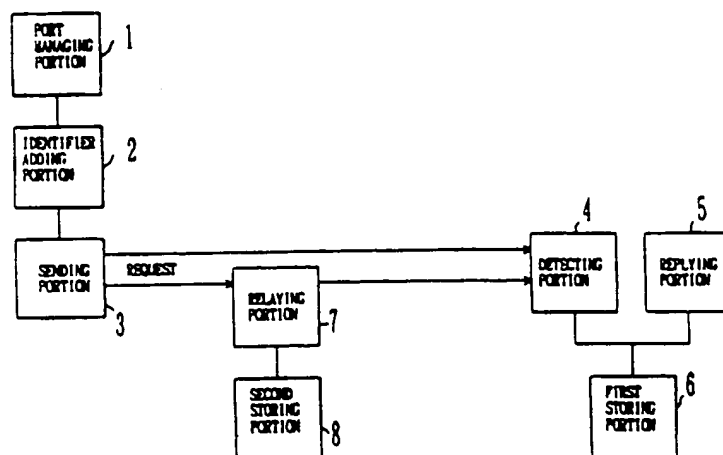 PORT
MANAGING
PORTION
1
IDENTIFIER
ADDING
PORTION
2
SENDING
PORTION
3
REQUEST
RELAYING
PORTION
7
SECOND
STORING
PORTION
8
4
DETECTING
PORTION
5
REPLYING
PORTION
FIRST
STORING
PORTION
6